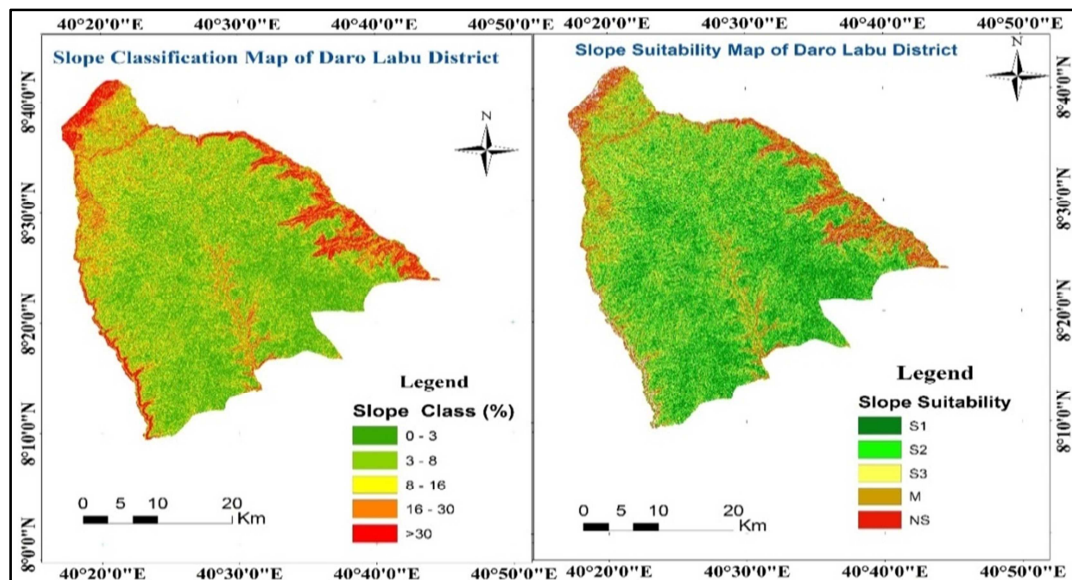 40°20'0"E 40°30'0"E 40°40'0"E 40°50'0"E
Slope Classification Map of Daro Labu District
8°40'0"N
8°30'0"N
8°20'0"N
8°10'0"N
8°0'0"N
N
Legend
Slope Class (%)
0 - 3
3 - 8
8 - 16
16 - 30
>30
0 5 10 20
Km
40°20'0"E 40°30'0"E 40°40'0"E 40°50'0"E
40°20'0"E 40°30'0"E 40°40'0"E 40°50'0"E
Slope Suitability Map of Daro Labu District
N
8°40'0"N
8°30'0"N
8°20'0"N
8°10'0"N
Legend
Slope Suitability
S1
S2
S3
M
NS
0 5 10 20
Km
40°20'0"E 40°30'0"E 40°40'0"E 40°50'0"E